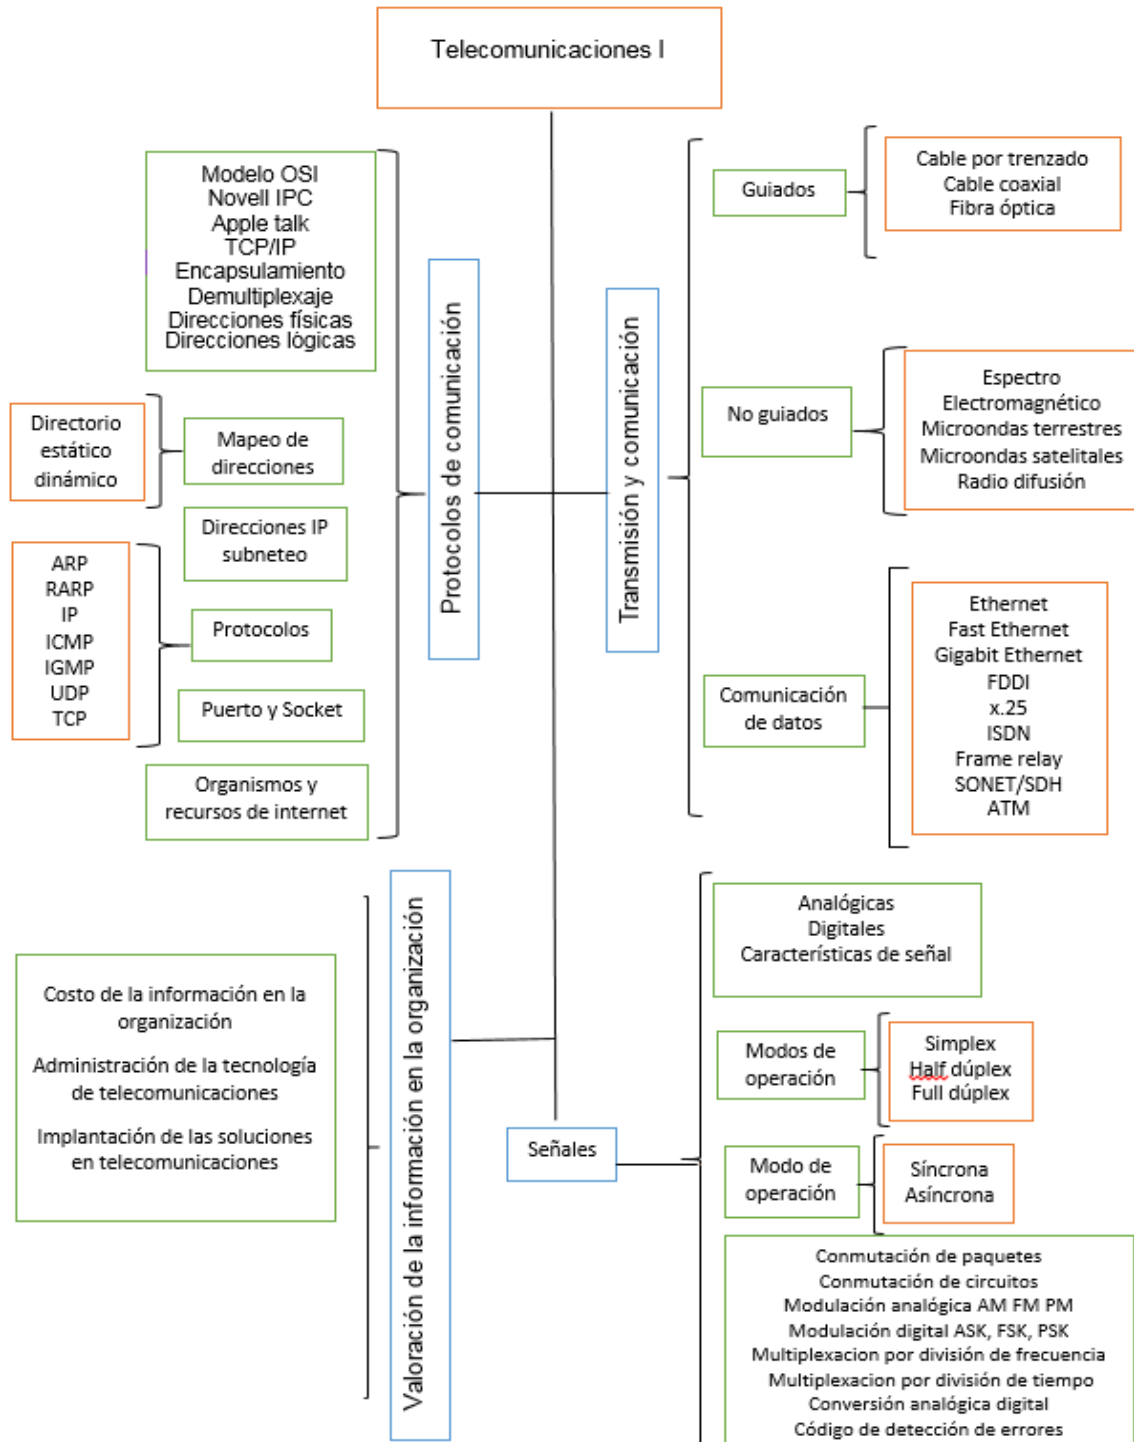 Telecomunicaciones I
Modelo OSI
Novell IPC
Apple talk
TCP/IP
Encapsulamiento
Demultiplexaje
Direcciones físicas
Direcciones lógicas
Directorio
estático
dinámico
Mapeo de
direcciones
Direcciones IP
subneteo
ARP
RARP
IP
ICMP
IGMP
UDP
TCP
Protocolos
Puerto y Socket
Organismos y
recursos de internet
Protocolos de comunicación
Transmisión y comunicación
Guiados
Cable por trenzado
Cable coaxial
Fibra óptica
No guiados
Espectro
Electromagnético
Microondas terrestres
Microondas satelitales
Radio difusión
Comunicación
de datos
Ethernet
Fast Ethernet
Gigabit Ethernet
FDDI
x.25
ISDN
Frame relay
SONET/SDH
ATM
Costo de la información en la
organización
Administración de la tecnología
de telecomunicaciones
Implantación de las soluciones
en telecomunicaciones
Valoración de la información en la organización
Señales
Analógicas
Digitales
Características de señal
Modos de
operación
Simplex
Half dúplex
Full dúplex
Modo de
operación
Síncrona
Asíncrona
Conmutación de paquetes
Conmutación de circuitos
Modulación analógica AM FM PM
Modulación digital ASK, FSK, PSK
Multiplexacion por división de frecuencia
Multiplexacion por división de tiempo
Conversión analógica digital
Código de detección de errores